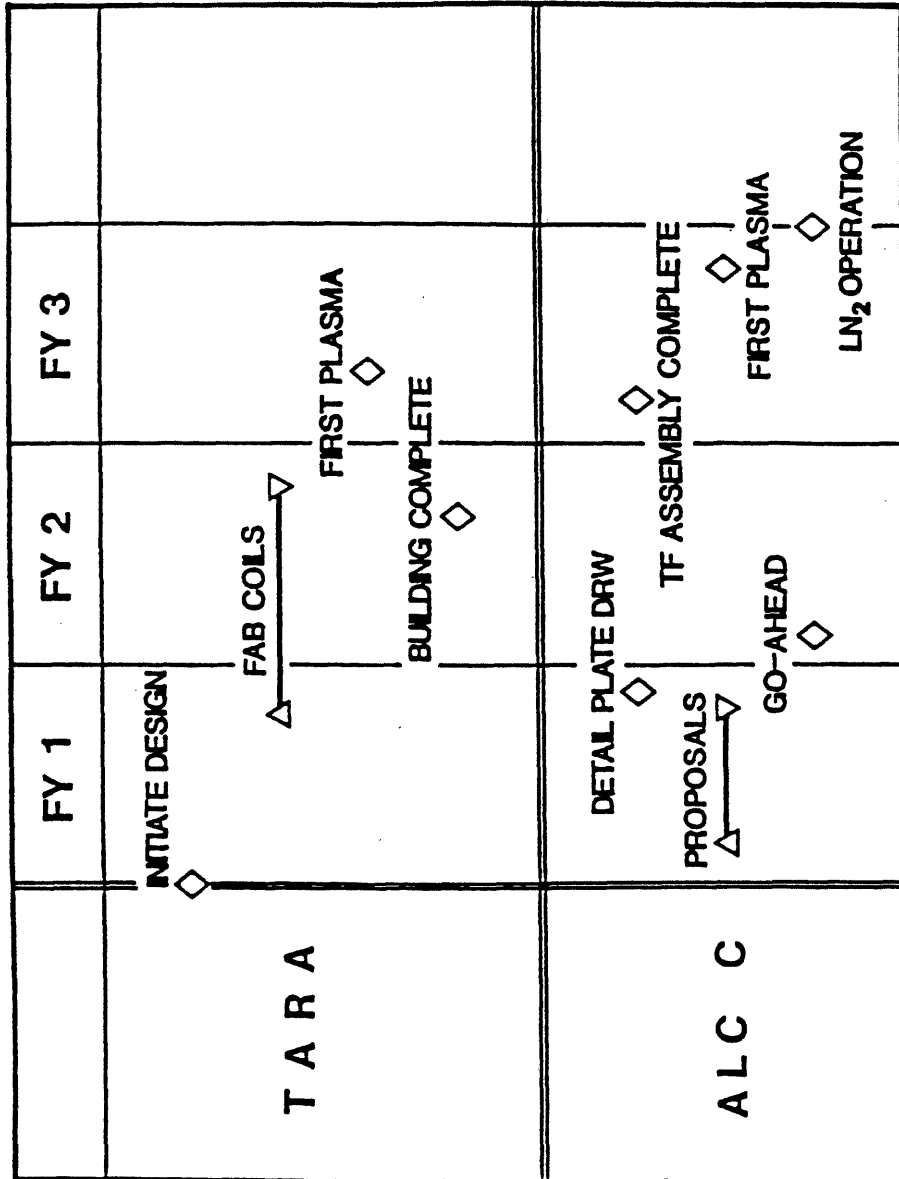 FY 1
FY 2
FY 3
TARA
INITIATE DESIGN
FAB COILS
FIRST PLASMA
BUILDING COMPLETE
ALC C
DETAIL PLATE DRW
TF ASSEMBLY COMPLETE
PROPOSALS
FIRST PLASMA
GO-AHEAD
LN₂ OPERATION